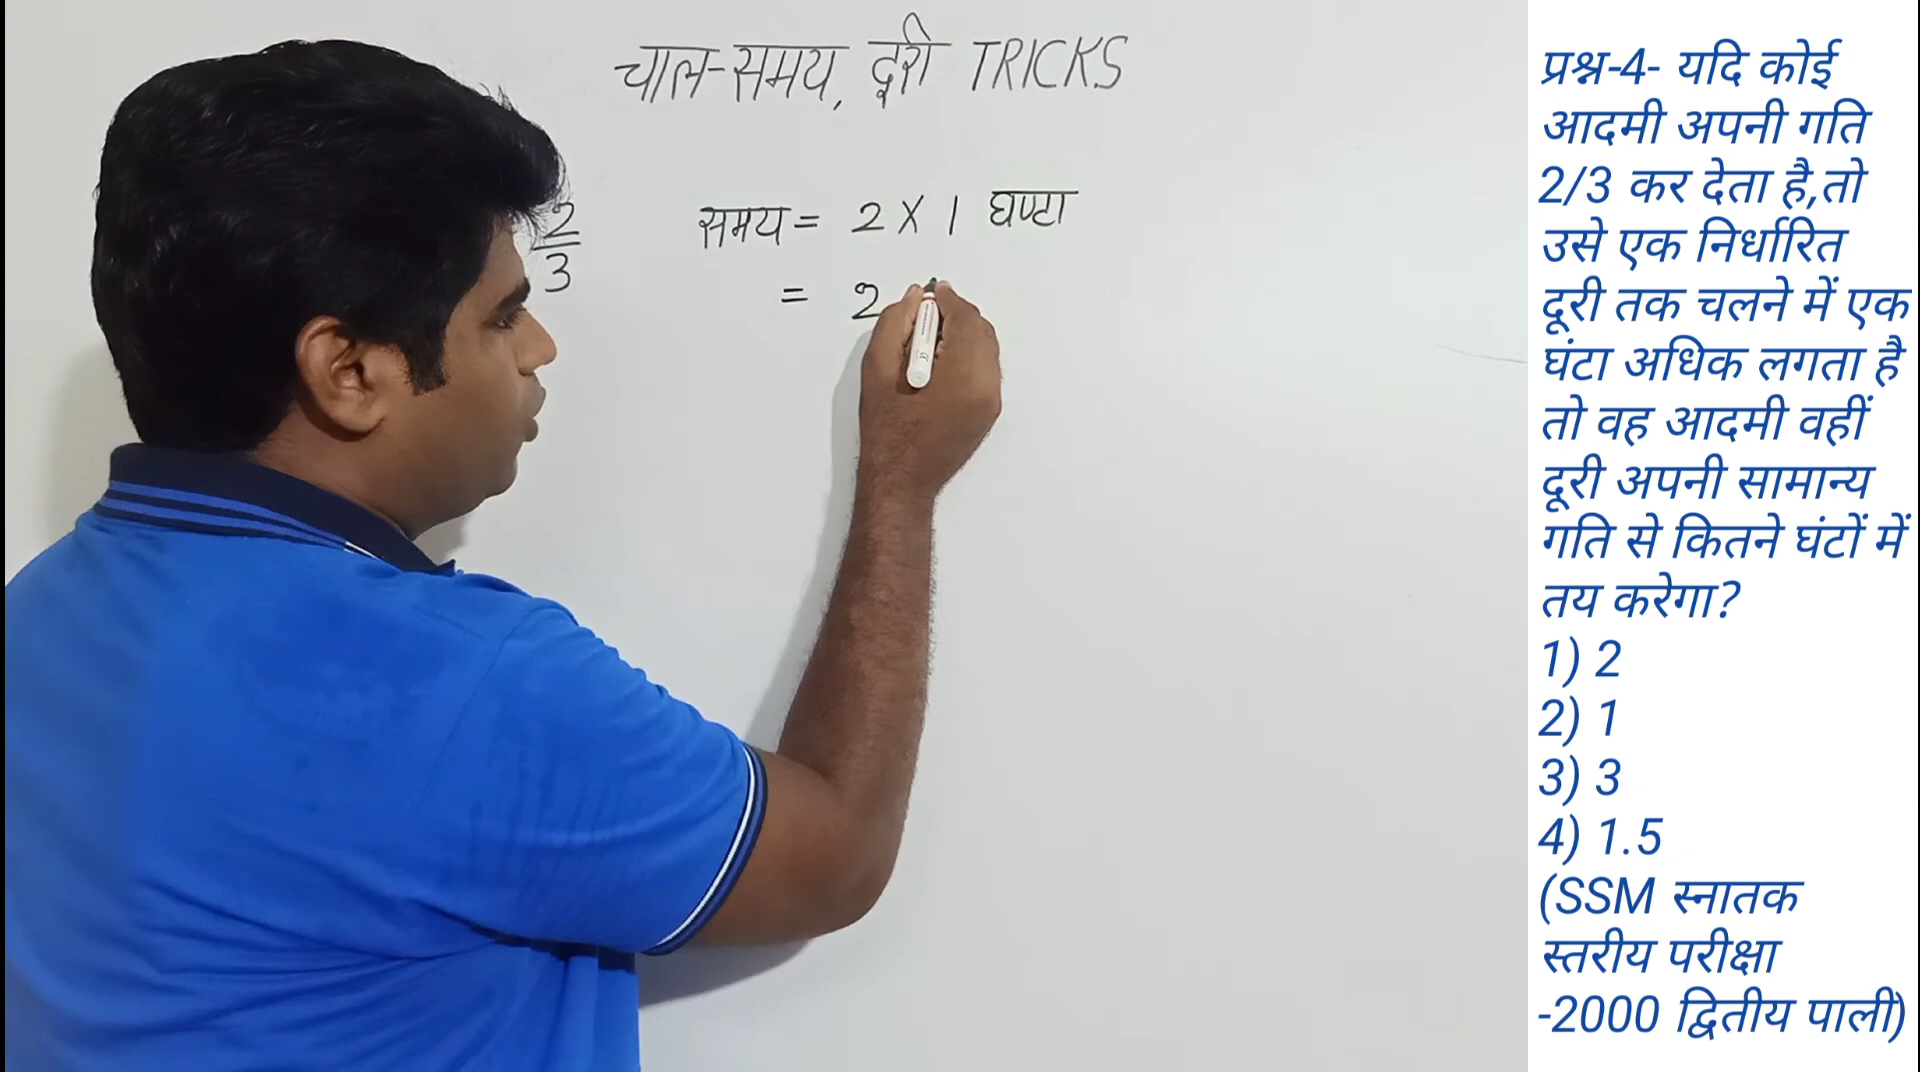 चाल-समय, दूरी TRICKS
2
3
समय = 2 X 1 घण्टा
= 2
प्रश्न-4- यदि कोई
आदमी अपनी गति
2/3 कर देता है,तो
उसे एक निर्धारित
दूरी तक चलने में एक
घंटा अधिक लगता है
तो वह आदमी वहीं
दूरी अपनी सामान्य
गति से कितने घंटों में
तय करेगा?
1) 2
2) 1
3) 3
4) 1.5
(SSM स्नातक
स्तरीय परीक्षा
-2000 द्वितीय पाली)